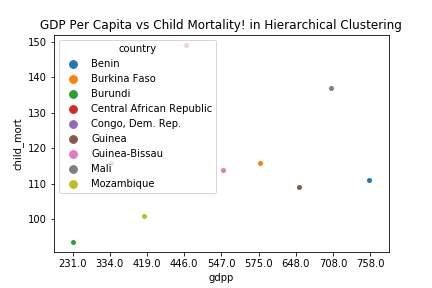 GDP Per Capita vs Child Mortality! in Hierarchical Clustering
150
140
130
120
110
100
child_mort
country
Benin
Burkina Faso
Burundi
Central African Republic
Congo, Dem. Rep.
Guinea
Guinea-Bissau
Mali
Mozambique
231.0 334.0 419.0 446.0 547.0 575.0 648.0 708.0 758.0
gdpp